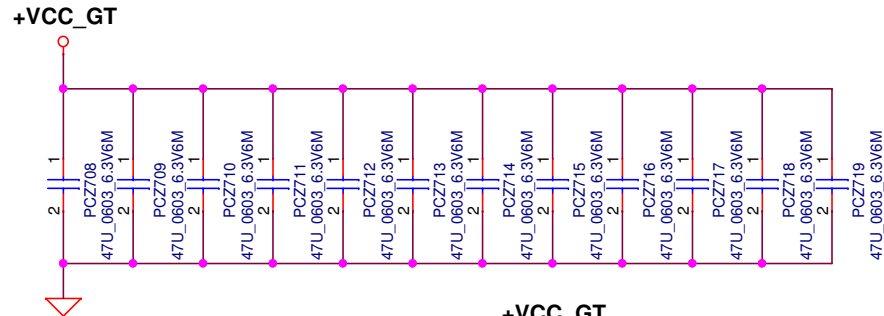 +VCC_GT
1
2
PCZ708
47U_0603_6.3V6M
1
2
PCZ709
47U_0603_6.3V6M
1
2
PCZ710
47U_0603_6.3V6M
1
2
PCZ711
47U_0603_6.3V6M
1
2
PCZ712
47U_0603_6.3V6M
1
2
PCZ713
47U_0603_6.3V6M
1
2
PCZ714
47U_0603_6.3V6M
1
2
PCZ715
47U_0603_6.3V6M
1
2
PCZ716
47U_0603_6.3V6M
1
2
PCZ717
47U_0603_6.3V6M
1
2
PCZ718
47U_0603_6.3V6M
1
2
PCZ719
47U_0603_6.3V6M
+VCC_GT